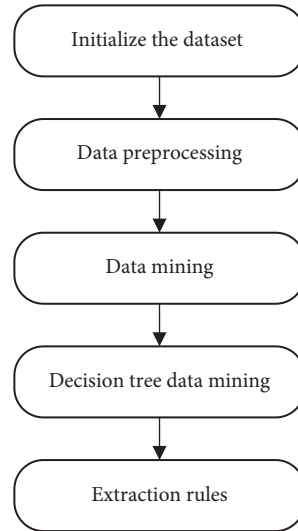 Initialize the dataset
Data preprocessing
Data mining
Decision tree data mining
Extraction rules